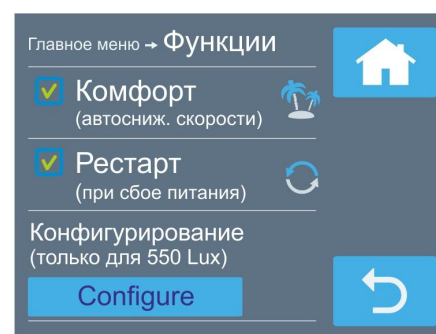 Главное меню → Функции
Комфорт
(автосниж. скорости)
Рестарт
(при сбое питания)
Конфигурирование
(только для 550 Lux)
Configure